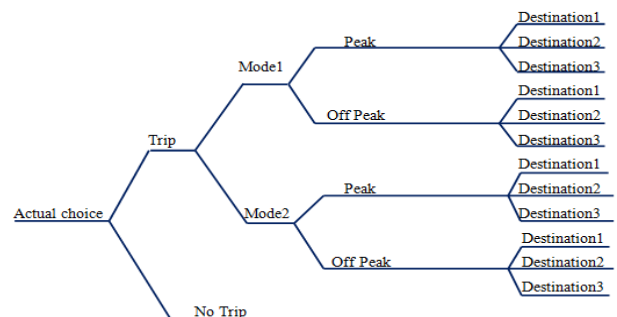 Destination1
Peak
Destination2
Mode1
Destination3
Destination1
Off Peak
Destination2
Trip
Destination3
Destination1
Peak
Destination2
Actual choice
Mode2
Destination3
Destination1
Off Peak
Destination2
Destination3
No Trip